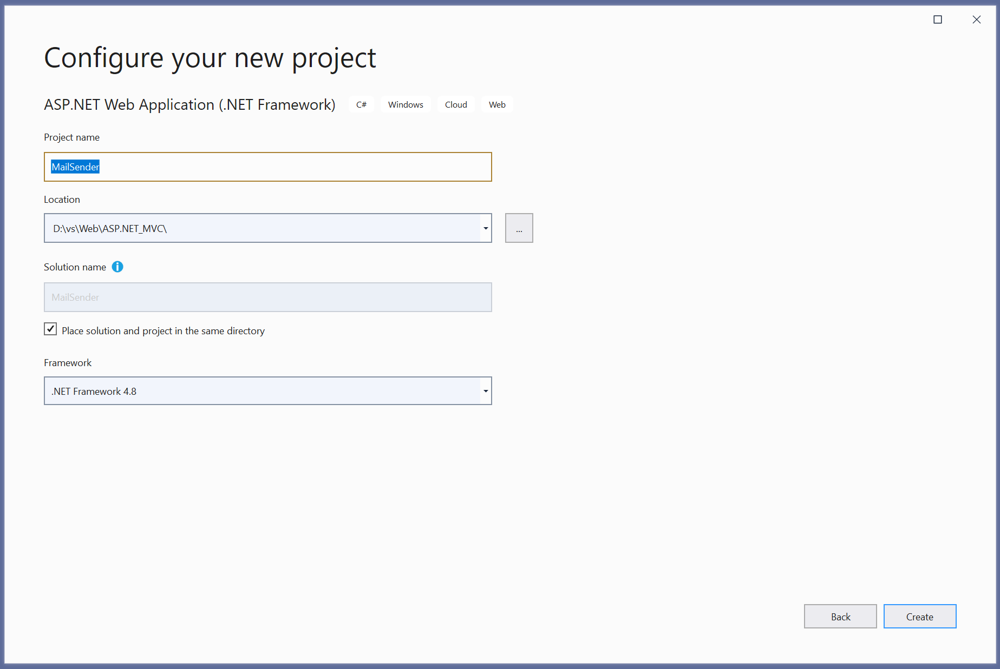 Configure your new project
ASP.NET Web Application (.NET Framework) C# Windows Cloud Web
Project name
MailSender
Location
D:\vs\Web\ASP.NET_MVC\
...
Solution name
MailSender
Place solution and project in the same directory
Framework
.NET Framework 4.8
Back Create